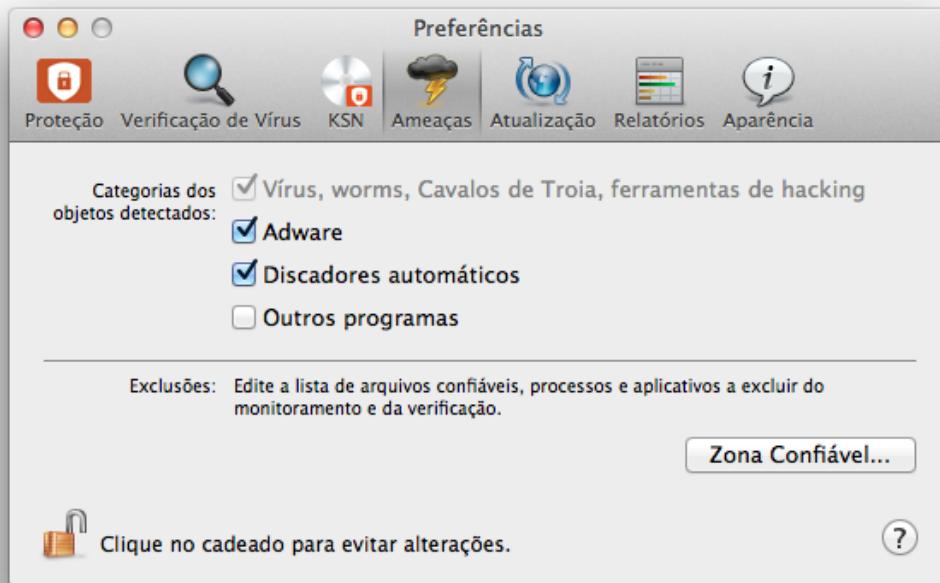 Preferências
Proteção Verificação de Vírus KSN Ameaças Atualização Relatórios Aparência
Categorias dos
objetos detectados:
Vírus, worms, Cavalos de Troia, ferramentas de hacking
Adware
Discadores automáticos
Outros programas
Exclusões: Edite a lista de arquivos confiáveis, processos e aplicativos a excluir do
monitoramento e da verificação.
Zona Confiável...
Clique no cadeado para evitar alterações.
?